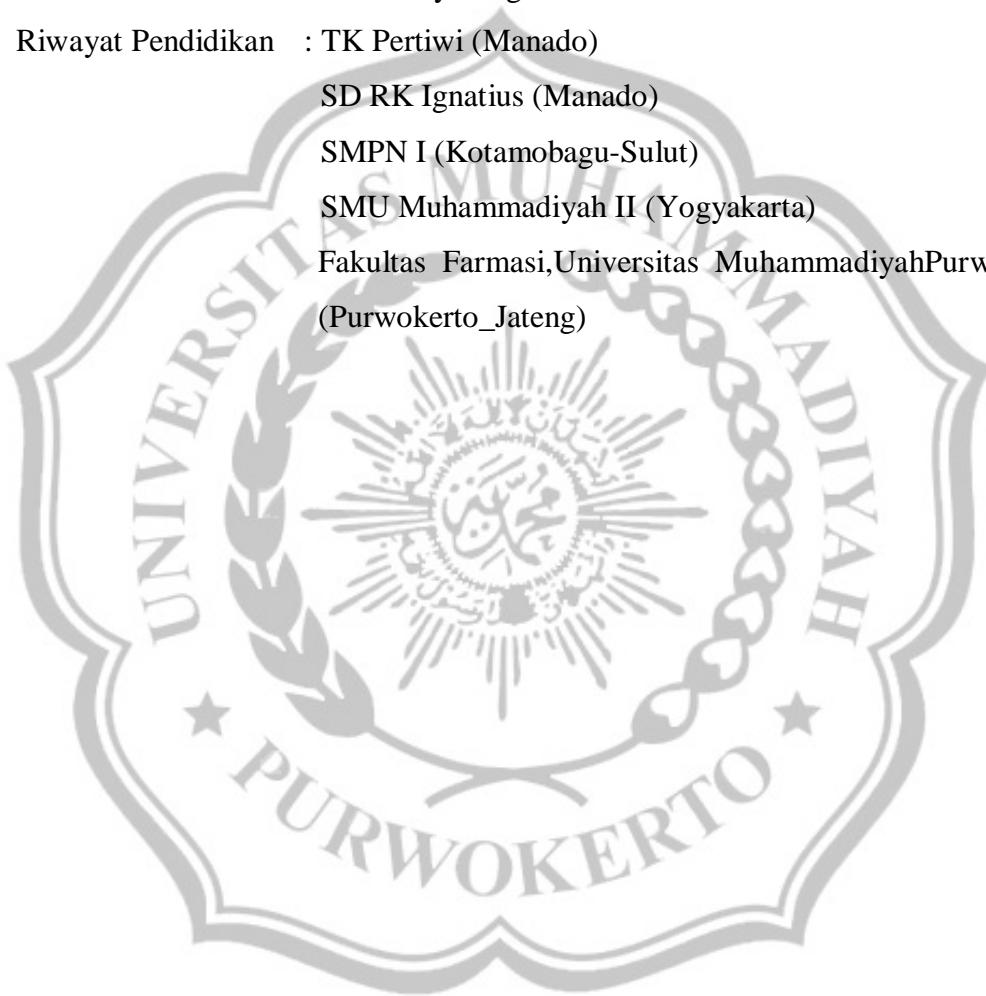 Riwayat Pendidikan : TK Pertiwi (Manado)
SD RK Ignatius (Manado)
SMPN I (Kotamobagu-Sulut)
SMU Muhammadiyah II (Yogyakarta)
Fakultas Farmasi,Universitas MuhammadiyahPurw
(Purwokerto_Jateng)
UNIVERSITAS MUHAMMADIYAH
PURWOKERTO